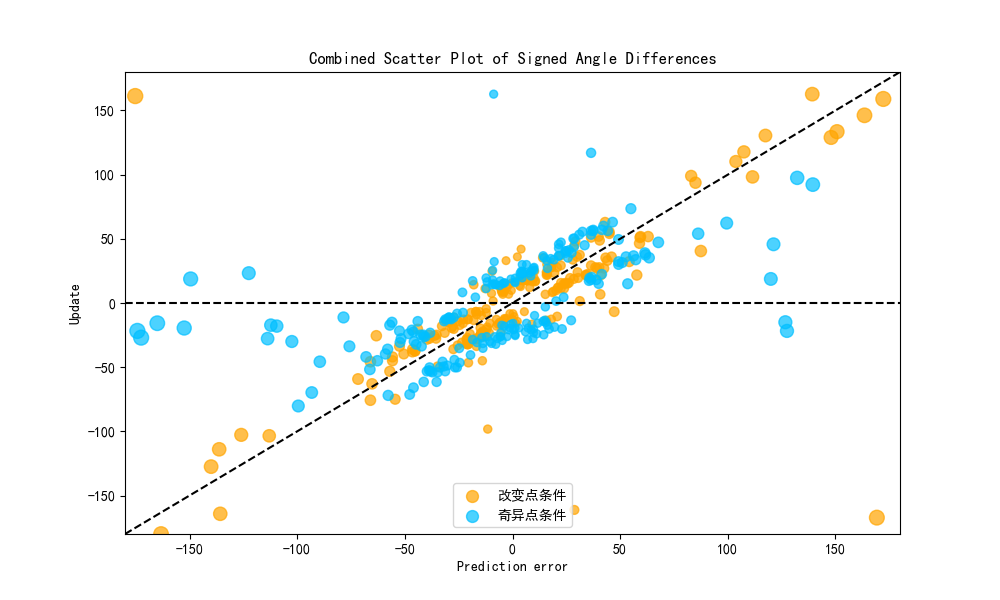 Combined Scatter Plot of Signed Angle Differences
Update
150
100
50
0
−50
−100
−150
−150
−100
−50
0
50
100
150
Prediction error
改变点条件
奇异点条件